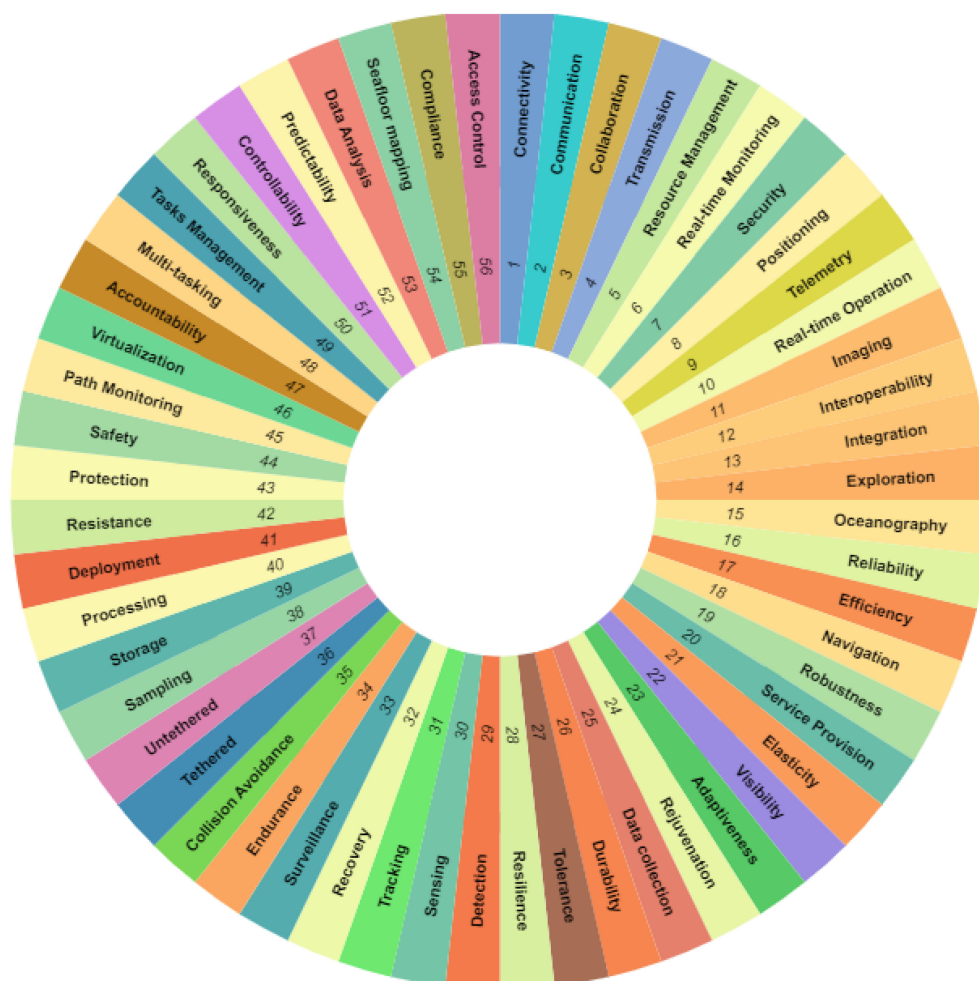 Connectivity 1
Communication 2
Collaboration 3
Transmission 4
Resource Management 5
Real-time Monitoring 6
Security 7
Positioning 8
Telemetry 9
Real-time Operation 10
Imaging 11
Interoperability 12
Integration 13
Exploration 14
Oceanography 15
Reliability 16
Efficiency 17
Navigation 18
Robustness 19
Service Provision 20
Elasticity 21
Visibility 22
Adaptiveness 23
Rejuvenation 24
Data collection 25
Durability 26
Tolerance 27
Resilience 28
Detection 29
Sensing 30
Tracking 31
Recovery 32
Surveillance 33
Endurance 34
Collision Avoidance 35
Tethered 36
Untethered 37
Sampling 38
Storage 39
Processing 40
Deployment 41
Resistance 42
Protection 43
Safety 44
Path Monitoring 45
Virtualization 46
Accountability 47
Multi-tasking 48
Tasks Management 49
Responsiveness 50
Controllability 51
Predictability 52
Data Analysis 53
Seafloor mapping 54
Compliance 55
Access Control 56